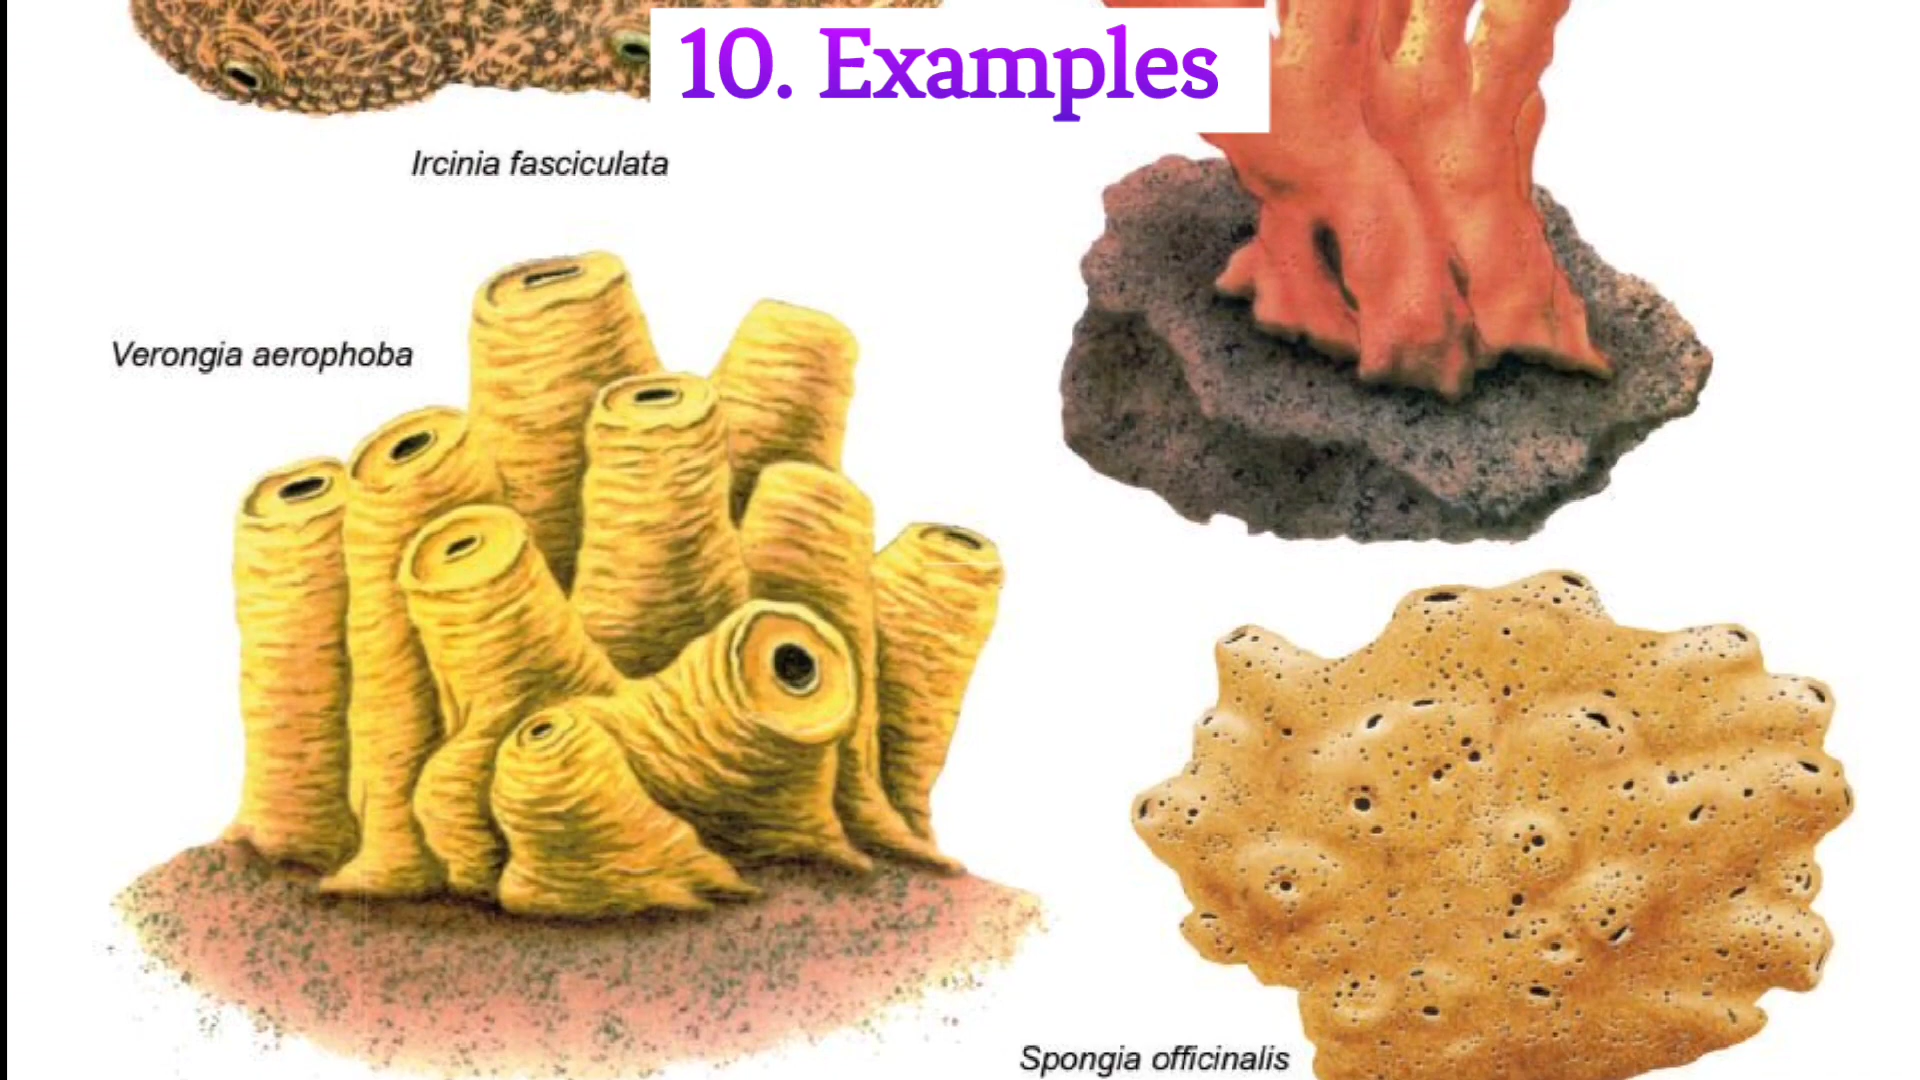 10. Examples
Ircinia fasciculata
Verongia aerophoba
Spongia officinalis